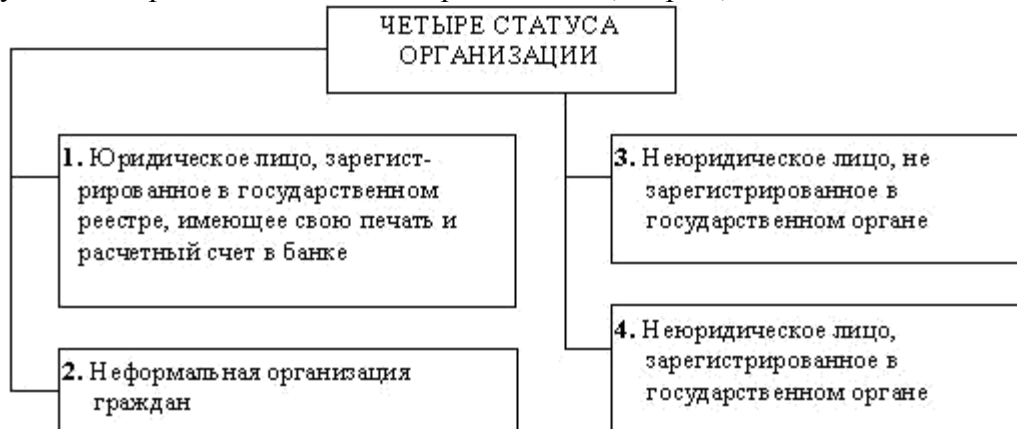 ЧЕТЫРЕ СТАТУСА
ОРГАНИЗАЦИИ
1. Юридическое лицо, зарегист-
рированное в государственном
реестре, имеющее свою печать и
расчетный счет в банке
2. Неформальная организация
граждан
3. Неюридическое лицо, не
зарегистрированное в
государственном органе
4. Неюридическое лицо,
зарегистрированное в
государственном органе